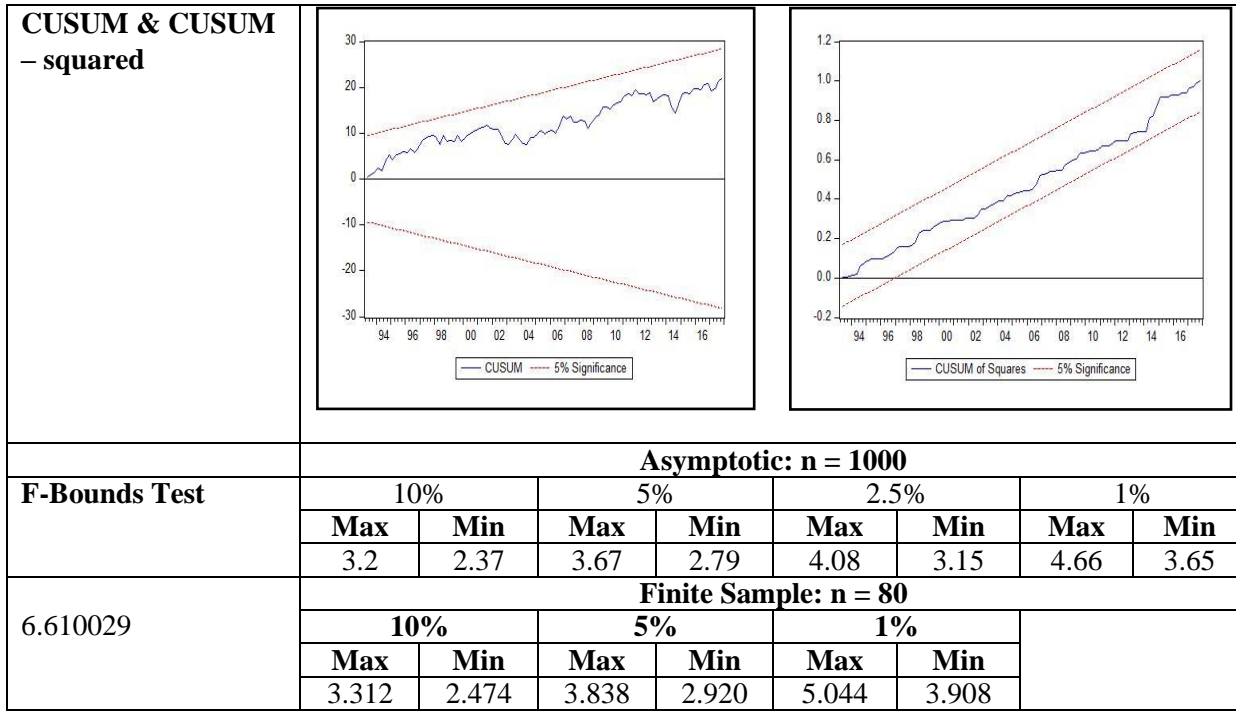 CUSUM & CUSUM
– squared
30
20
10
0
-10
-20
-30
94 96 98 00 02 04 06 08 10 12 14 16
CUSUM 5% Significance
1.2
1.0
0.8
0.6
0.4
0.2
0.0
-0.2
94 96 98 00 02 04 06 08 10 12 14 16
CUSUM of Squares 5% Significance
Asymptotic: n = 1000
F-Bounds Test 10% 5% 2.5% 1%
Max Min Max Min Max Min Max Min
3.2 2.37 3.67 2.79 4.08 3.15 4.66 3.65
Finite Sample: n = 80
6.610029 10% 5% 1%
Max Min Max Min Max Min
3.312 2.474 3.838 2.920 5.044 3.908